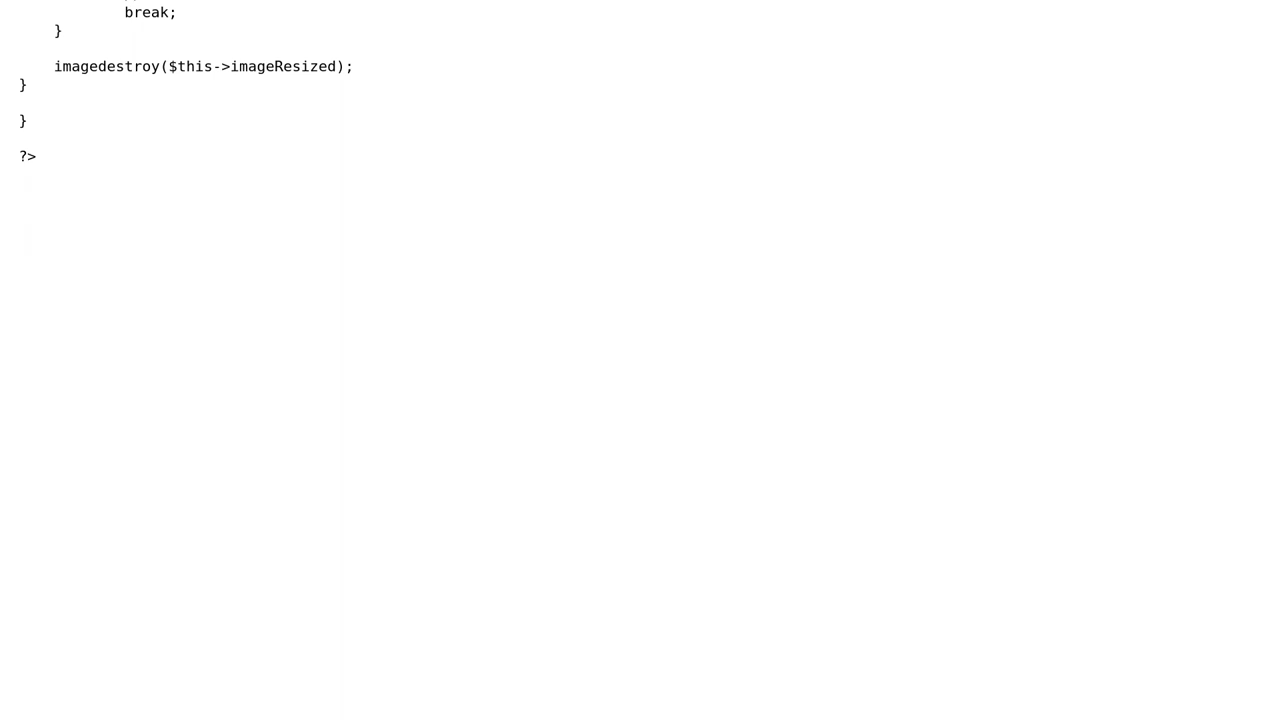 break;
}
imagedestroy($this->imageResized);
}
}
?>